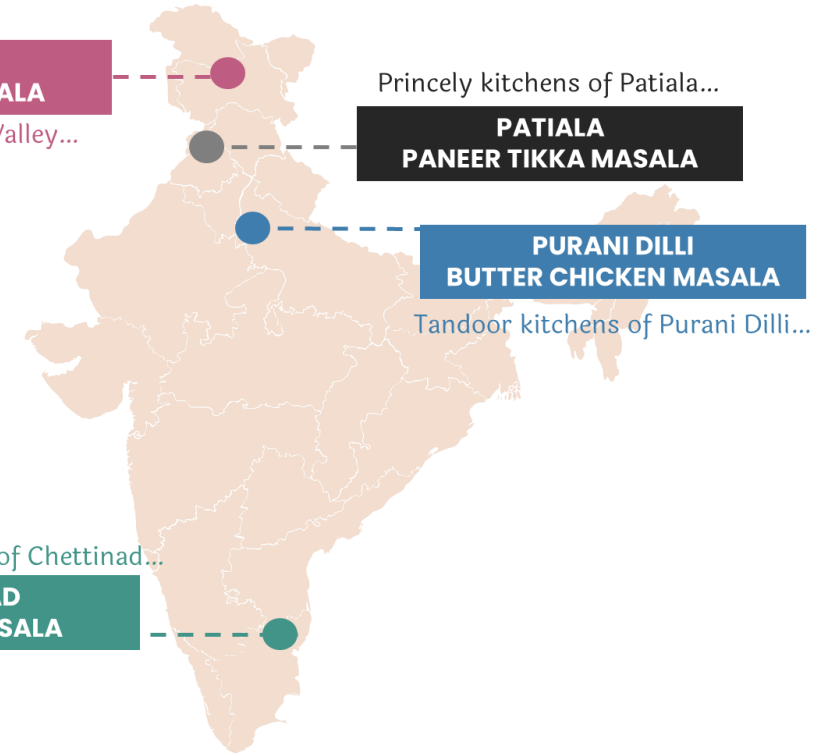 ALA
Valley...
Princely kitchens of Patiala...
PATIALA
PANEER TIKKA MASALA
PURANI DILLI
BUTTER CHICKEN MASALA
Tandoor kitchens of Purani Dilli...
of Chettinad...
AD
SALA